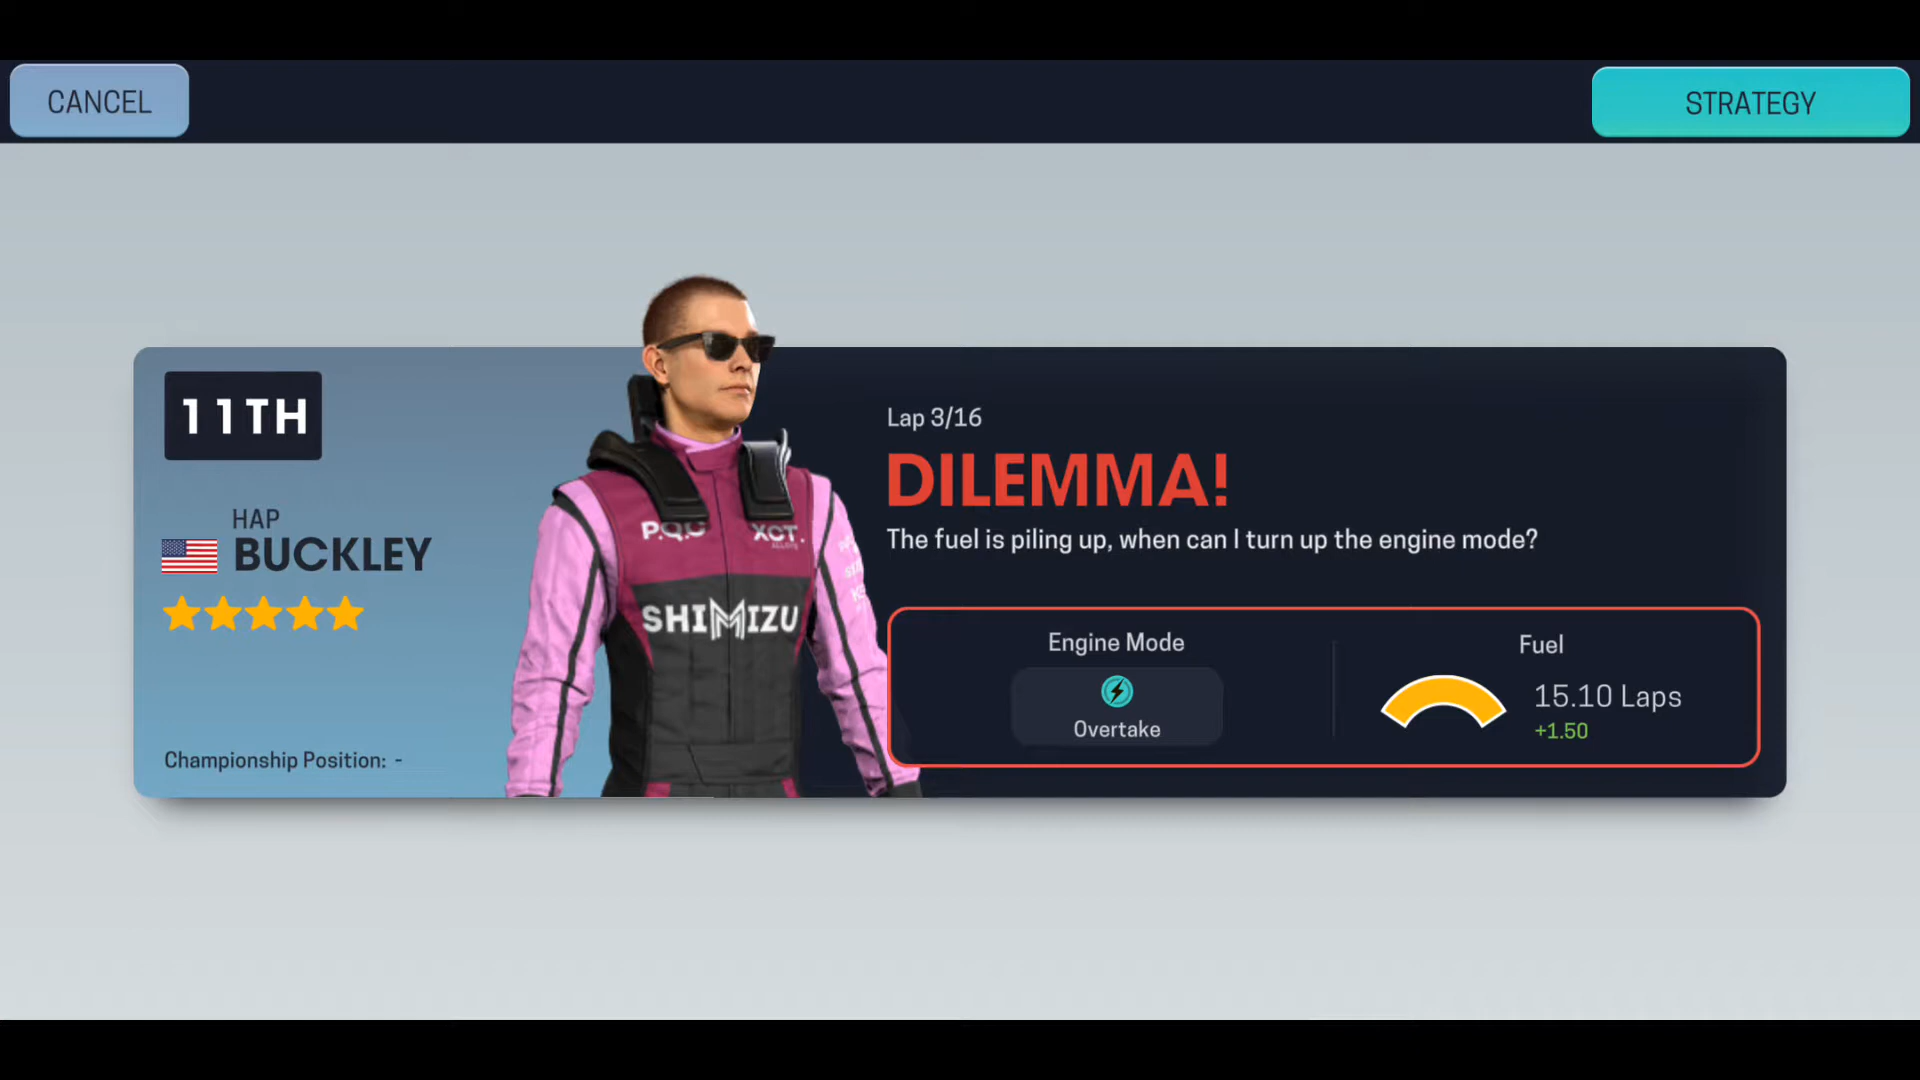 CANCEL
STRATEGY
11TH
HAP
BUCKLEY
Championship Position: -
P.Q.C XCT.
SHIMIZU
Lap 3/16
DILEMMA!
The fuel is piling up, when can I turn up the engine mode?
Engine Mode
Overtake
Fuel
15.10 Laps
+1.50